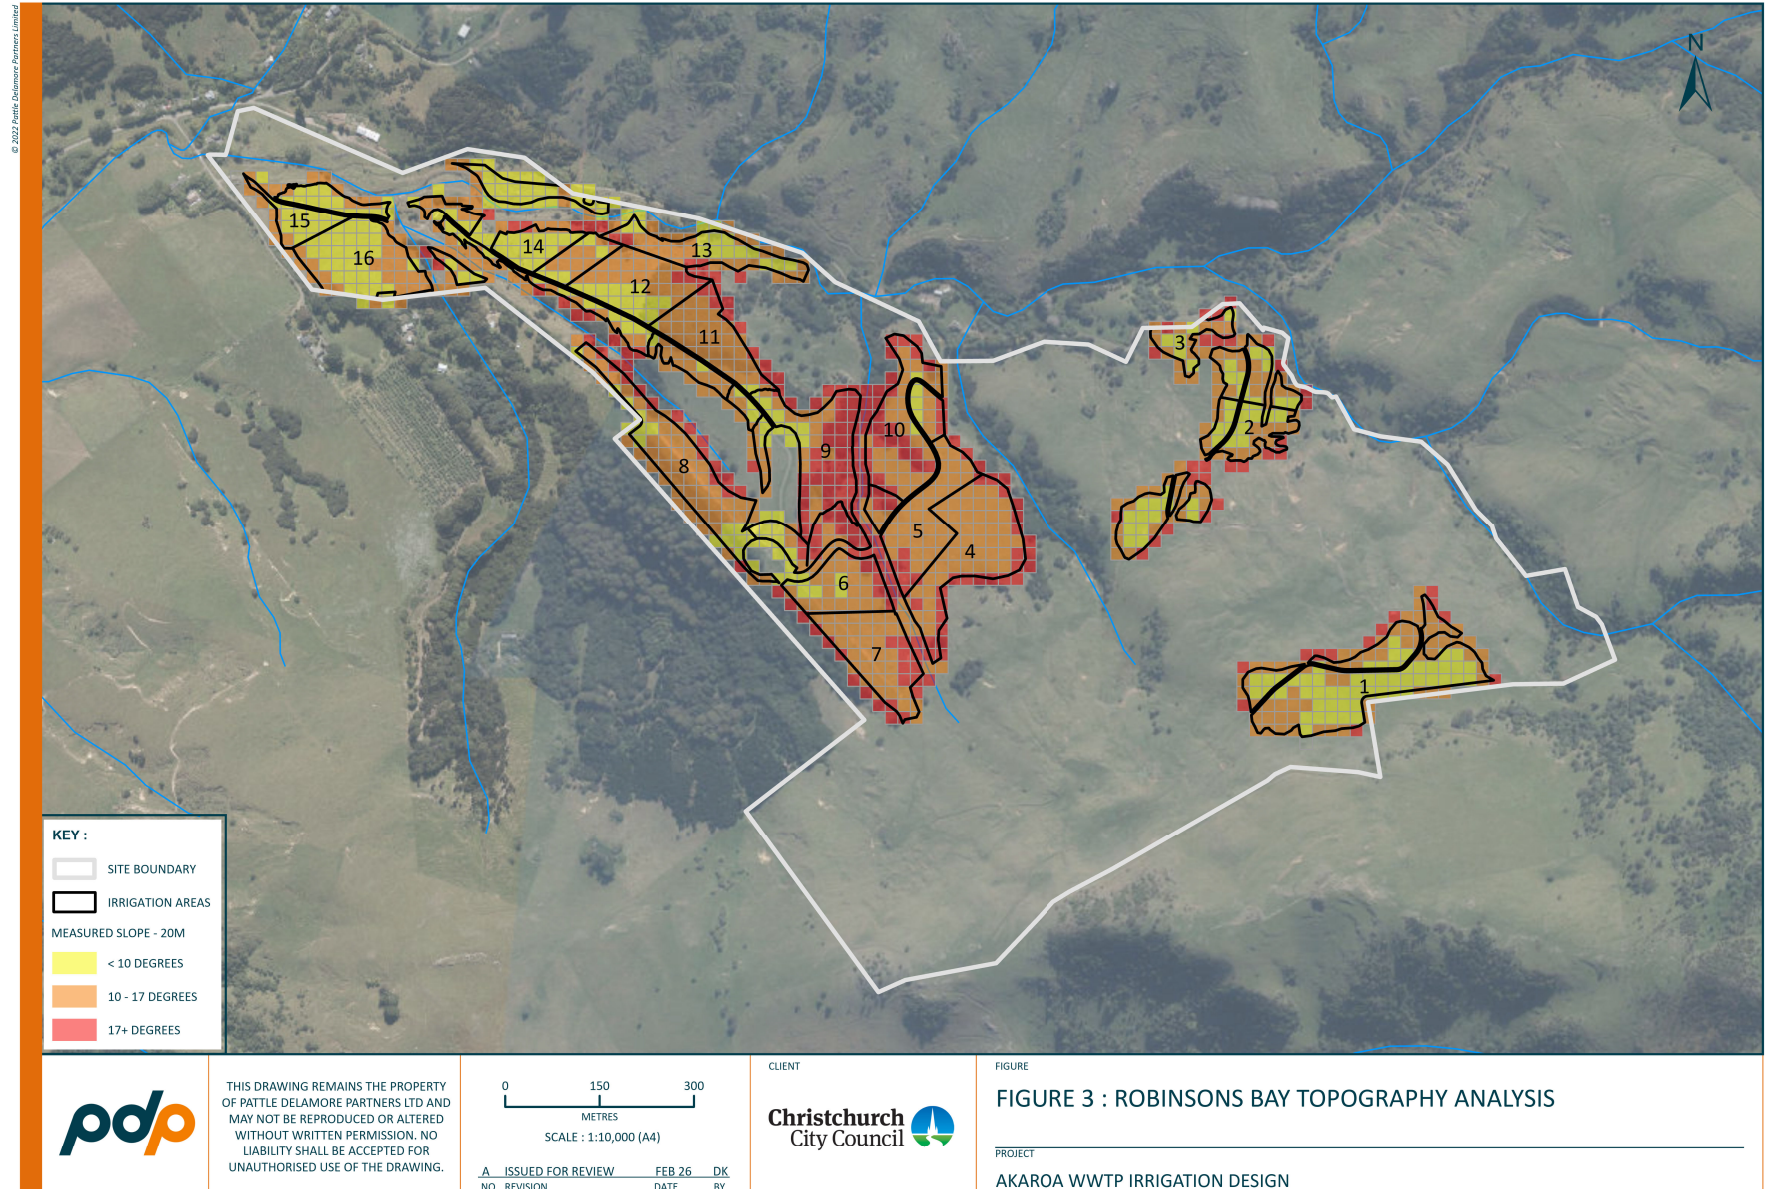 © 2022 Pattle Delamore Partners Limited
N
15
16
14
13
12
11
10
9
8
6
7
5
4
3
2
1
KEY :
SITE BOUNDARY
IRRIGATION AREAS
MEASURED SLOPE - 20M
< 10 DEGREES
10 - 17 DEGREES
17+ DEGREES
pdp
THIS DRAWING REMAINS THE PROPERTY
OF PATTLE DELAMORE PARTNERS LTD AND
MAY NOT BE REPRODUCED OR ALTERED
WITHOUT WRITTEN PERMISSION. NO
LIABILITY SHALL BE ACCEPTED FOR
UNAUTHORISED USE OF THE DRAWING.
0 150 300
METRES
SCALE : 1:10,000 (A4)
A ISSUED FOR REVIEW FEB 26 DK
NO. REVISION DATE BY
CLIENT
Christchurch
City Council
FIGURE
FIGURE 3 : ROBINSONS BAY TOPOGRAPHY ANALYSIS
PROJECT
AKAROA WWTP IRRIGATION DESIGN